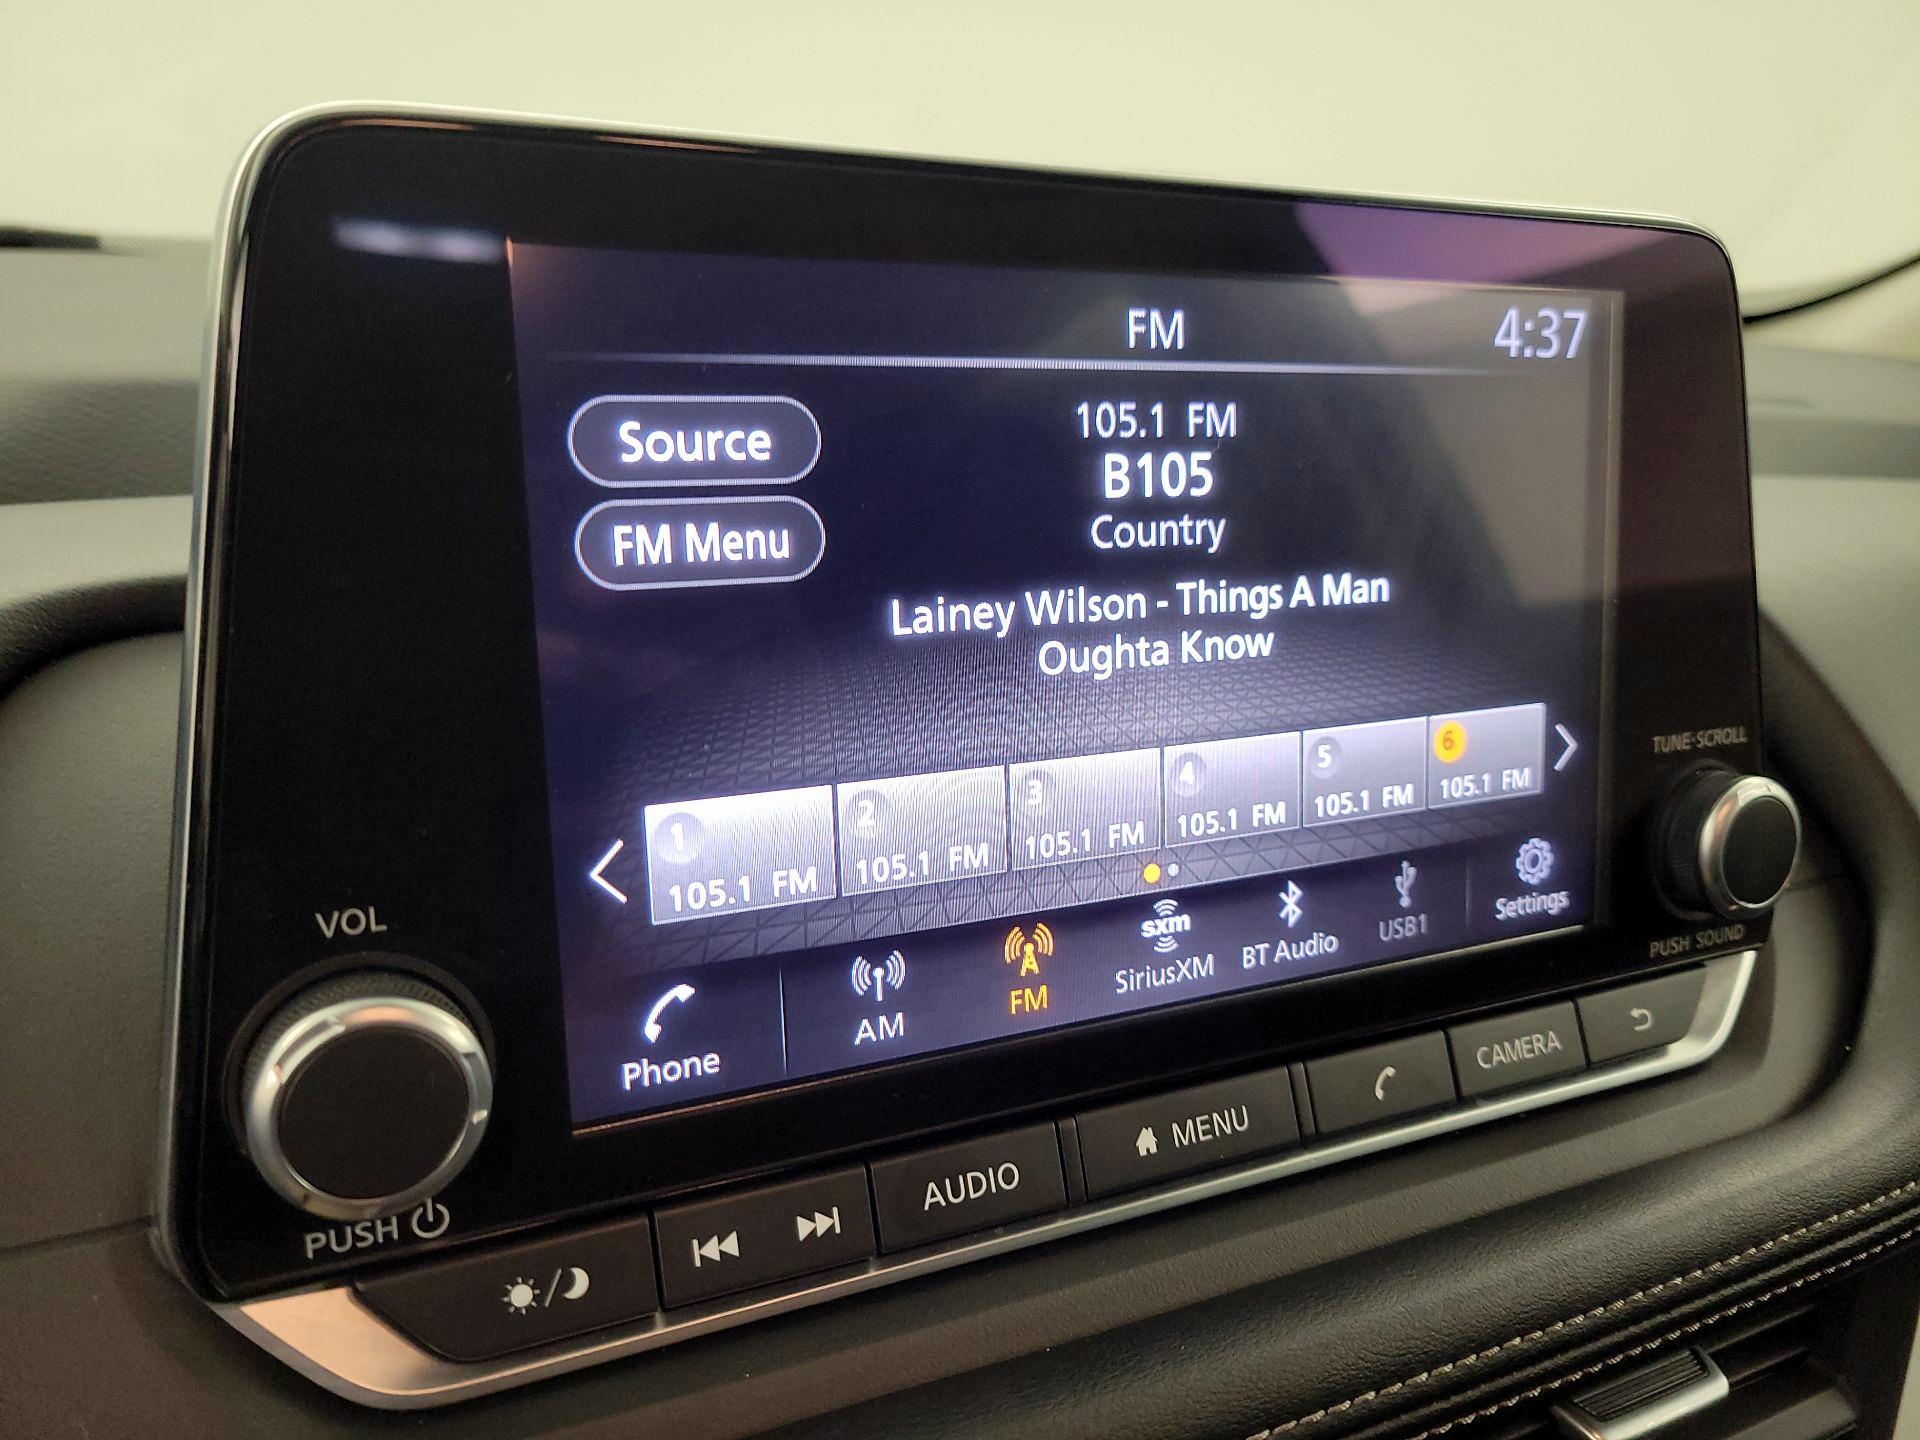 FM
4:37
Source
105.1 FM
B105
Country
FM Menu
Lainey Wilson - Things A Man
Oughta Know
1
105.1 FM
2
105.1 FM
3
105.1 FM
4
105.1 FM
5
105.1 FM
6
105.1 FM
Phone
AM
FM
sxm
SiriusXM
BT Audio
USB1
Settings
VOL
PUSH
TUNE·SCROLL
PUSH SOUND
AUDIO
MENU
CAMERA